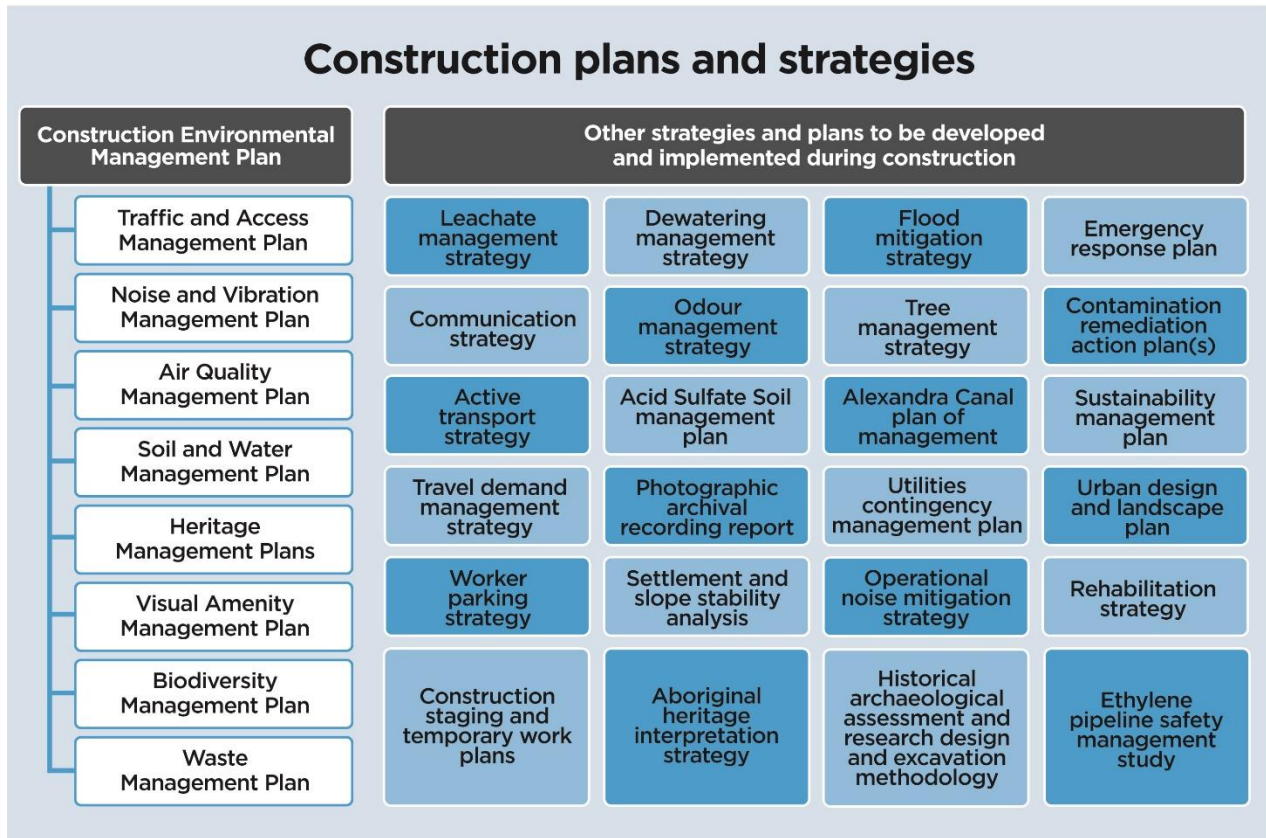 Construction plans and strategies
Construction Environmental
Management Plan
Traffic and Access
Management Plan
Noise and Vibration
Management Plan
Air Quality
Management Plan
Soil and Water
Management Plan
Heritage
Management Plans
Visual Amenity
Management Plan
Biodiversity
Management Plan
Waste
Management Plan
Other strategies and plans to be developed
and implemented during construction
Leachate
management
strategy
Dewatering
management
strategy
Flood
mitigation
strategy
Emergency
response plan
Communication
strategy
Odour
management
strategy
Tree
management
strategy
Contamination
remediation
action plan(s)
Active
transport
strategy
Acid Sulfate Soil
management
plan
Alexandra Canal
plan of
management
Sustainability
management
plan
Travel demand
management
strategy
Photographic
archival
recording report
Utilities
contingency
management plan
Urban design
and landscape
plan
Worker
parking
strategy
Settlement and
slope stability
analysis
Operational
noise mitigation
strategy
Rehabilitation
strategy
Construction
staging and
temporary work
plans
Aboriginal
heritage
interpretation
strategy
Historical
archaeological
assessment and
research design
and excavation
methodology
Ethylene
pipeline safety
management
study